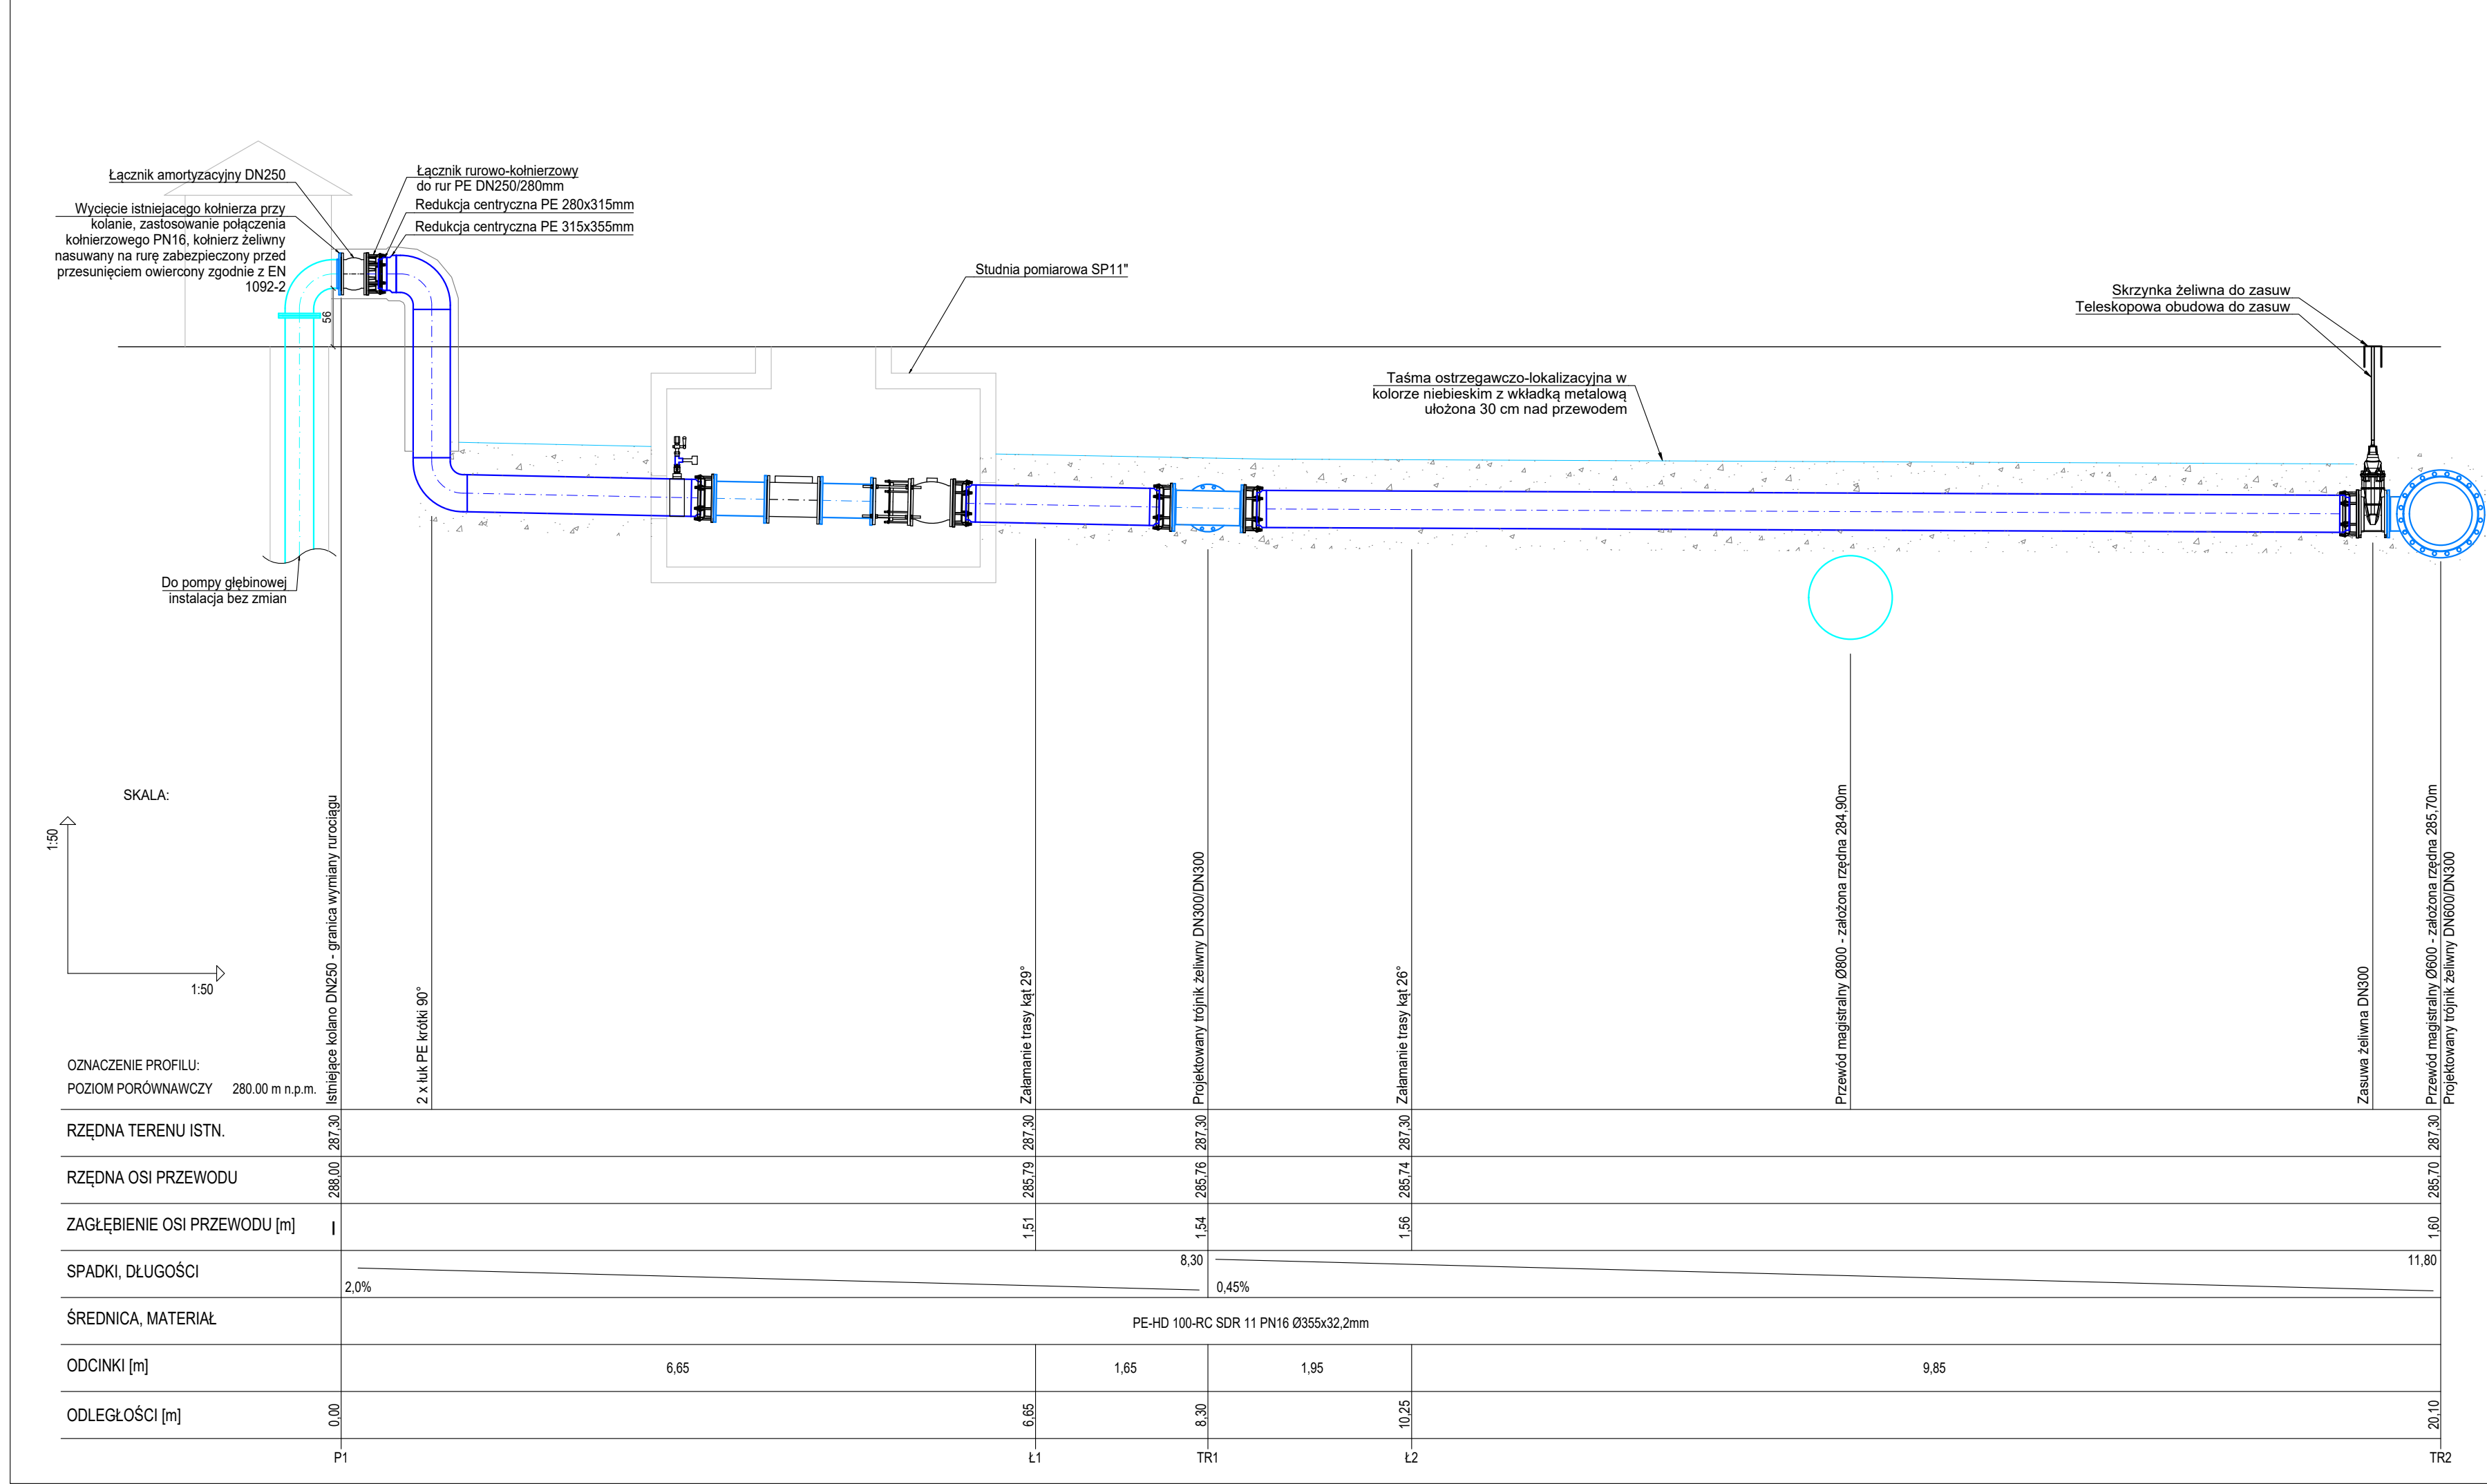 Łącznik amortyzacyjny DN250
Wycięcie istniejacego kołnierza przy
kolanie, zastosowanie połączenia
kołnierzowego PN16, kołnierz żeliwny
nasuwany na rurę zabezpieczony przed
przesunięciem owiercony zgodnie z EN
1092-2
Łącznik rurowo-kołnierzowy
do rur PE DN250/280mm
Redukcja centryczna PE 280x315mm
Redukcja centryczna PE 315x355mm
56
Studnia pomiarowa SP11"
Skrzynka żeliwna do zasuw
Teleskopowa obudowa do zasuw
Taśma ostrzegawczo-lokalizacyjna w
kolorze niebieskim z wkładką metalową
ułożona 30 cm nad przewodem
Do pompy głębinowej
instalacja bez zmian
SKALA:
1:50
1:50
Istniejące kolano DN250 - granica wymiany rurociągu
2 x łuk PE krótki 90°
Załamanie trasy kąt 29°
Projektowany trójnik żeliwny DN300/DN300
Załamanie trasy kąt 26°
Przewód magistralny Ø800 - założona rzędna 284,90m
Zasuwa żeliwna DN300
Przewód magistralny Ø600 - założona rzędna 285,70m
Projektowany trójnik żeliwny DN600/DN300
OZNACZENIE PROFILU:
POZIOM PORÓWNAWCZY 280.00 m n.p.m.
RZĘDNA TERENU ISTN. 287,30 287,30 287,30 287,30 287,30
RZĘDNA OSI PRZEWODU 288,00 285,79 285,76 285,74 285,70
ZAGŁĘBIENIE OSI PRZEWODU [m] – 1,51 1,54 1,56 1,60
SPADKI, DŁUGOŚCI 2,0% 8,30 0,45% 11,80
ŚREDNICA, MATERIAŁ PE-HD 100-RC SDR 11 PN16 Ø355x32,2mm
ODCINKI [m] 6,65 1,65 1,95 9,85
ODLEGŁOŚCI [m] 0,00 6,65 8,30 10,25 20,10
P1 Ł1 TR1 Ł2 TR2